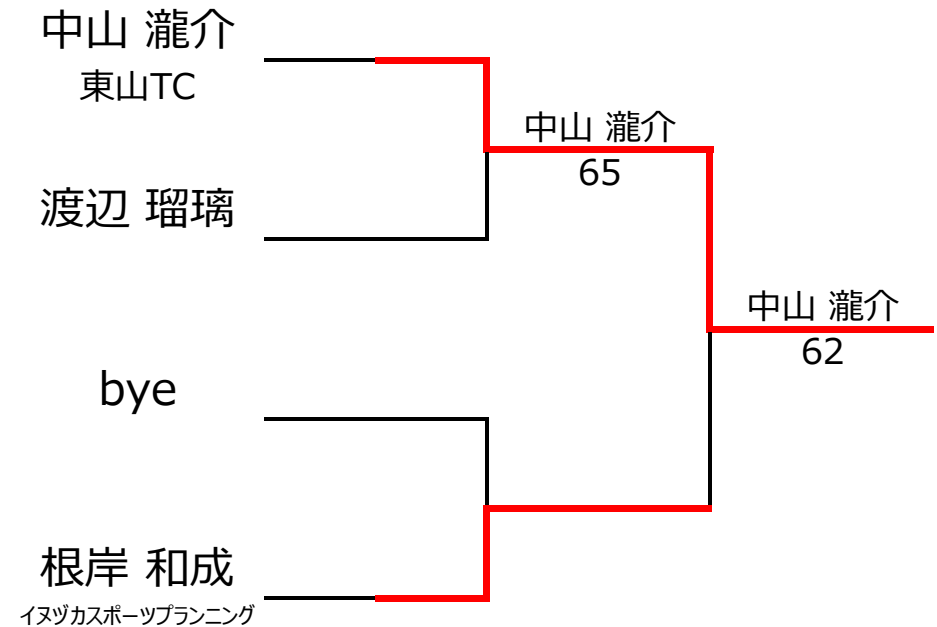 中山 瀧介
東山TC
中山 瀧介
65
渡辺 瑠璃
中山 瀧介
62
bye
根岸 和成
イヌヅカスポーツプランニング